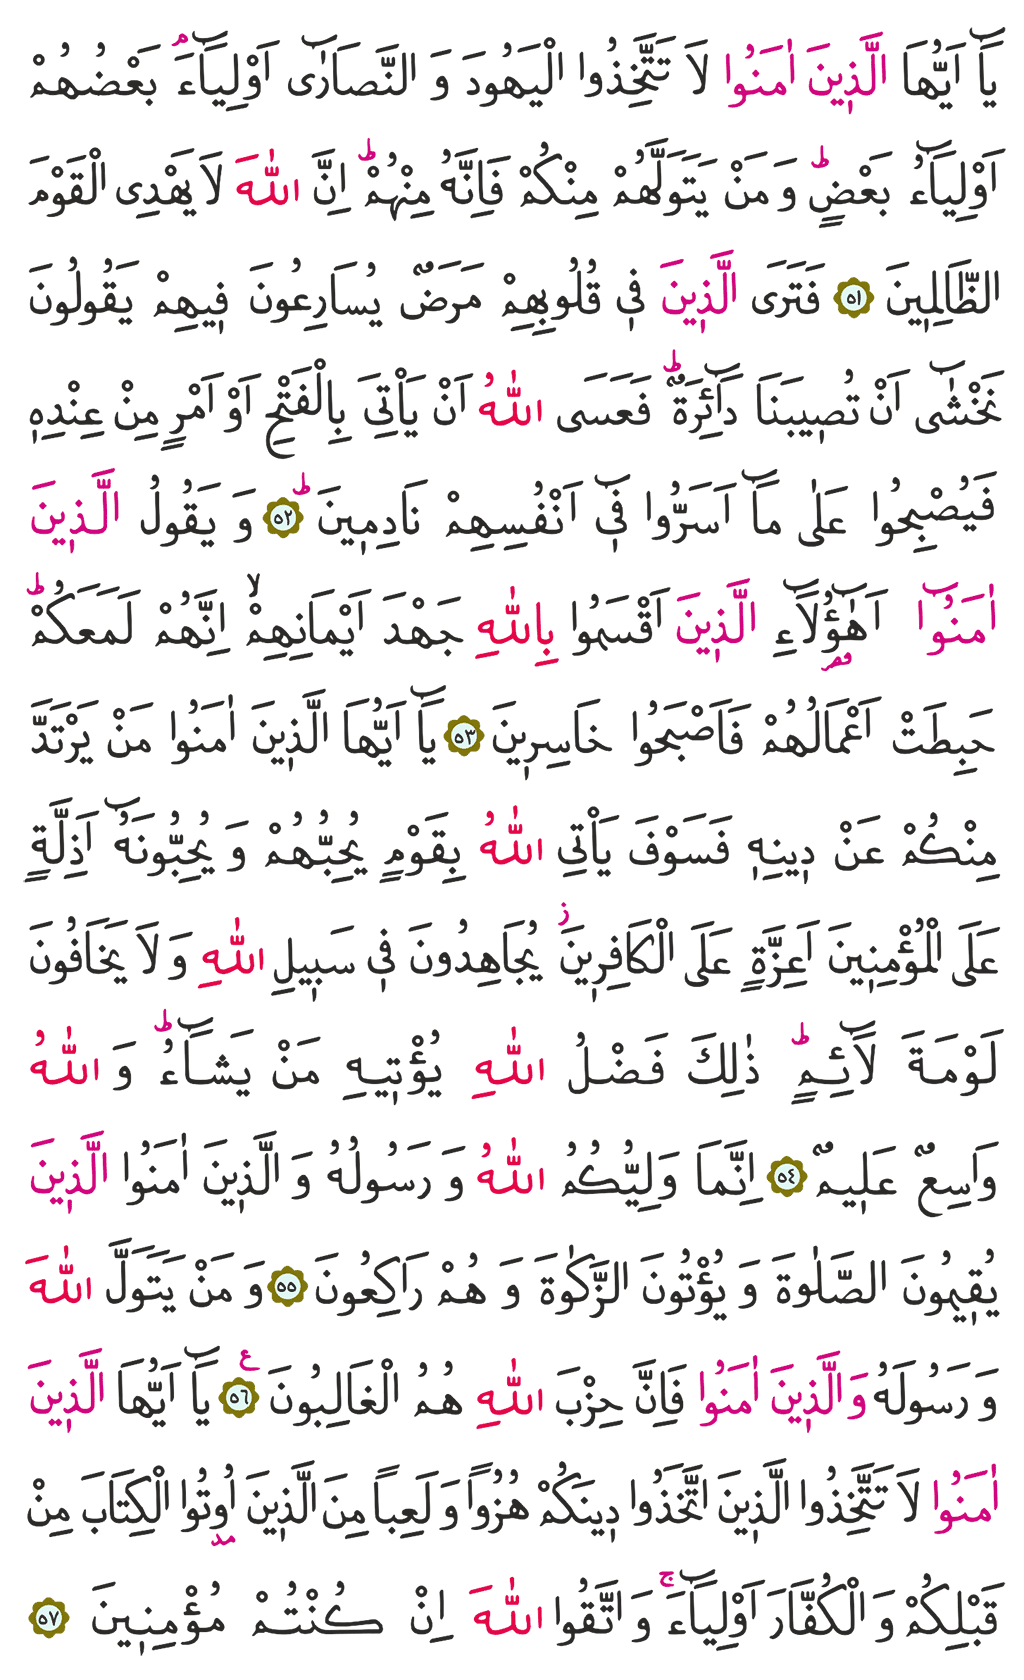 يَٓا اَيُّهَا الَّذ۪ينَ اٰمَنُوا لَا تَتَّخِذُوا الْيَهُودَ وَ النَّصَارٰٓى اَوْلِيَٓاءَۢ بَعْضُهُمْ
اَوْلِيَٓاءُ بَعْضٍۜ وَ مَنْ يَتَوَلَّهُمْ مِنْكُمْ فَاِنَّهُ مِنْهُمْۜ اِنَّ اللّٰهَ لَا يَهْدِى الْقَوْمَ
الظَّالِم۪ينَ ﴿٥١﴾ فَتَرَى الَّذ۪ينَ ف۪ي قُلُوبِهِمْ مَرَضٌ يُسَارِعُونَ ف۪يهِمْ يَقُولُونَ
نَخْشٰٓى اَنْ تُص۪يبَنَا دَٓائِرَةٌۜ فَعَسَى اللّٰهُ اَنْ يَأْتِىَ بِالْفَتْحِ اَوْ اَمْرٍ مِنْ عِنْدِه۪
فَيُصْبِحُوا عَلٰى مَٓا اَسَرُّوا ف۪ٓي اَنْفُسِهِمْ نَادِم۪ينَۜ ﴿٥٢﴾ وَ يَقُولُ الَّذ۪ينَ
اٰمَنُٓوا اَهٰٓؤُ۬لَٓاءِ الَّذ۪ينَ اَقْسَمُوا بِاللّٰهِ جَهْدَ اَيْمَانِهِمْۙ اِنَّهُمْ لَمَعَكُمْۜ
حَبِطَتْ اَعْمَالُهُمْ فَاَصْبَحُوا خَاسِر۪ينَ ﴿٥٣﴾ يَٓا اَيُّهَا الَّذ۪ينَ اٰمَنُوا مَنْ يَرْتَدَّ
مِنْكُمْ عَنْ د۪ينِه۪ فَسَوْفَ يَأْتِي اللّٰهُ بِقَوْمٍ يُحِبُّهُمْ وَ يُحِبُّونَهُٓ اَذِلَّةٍ
عَلَى الْمُؤْمِن۪ينَ اَعِزَّةٍ عَلَى الْكَافِر۪ينَۘ يُجَاهِدُونَ ف۪ي سَب۪يلِ اللّٰهِ وَ لَا يَخَافُونَ
لَوْمَةَ لَٓائِمٍۜ ذٰلِكَ فَضْلُ اللّٰهِ يُؤْت۪يهِ مَنْ يَشَٓاءُۜ وَ اللّٰهُ
وَاسِعٌ عَل۪يمٌ ﴿٥٤﴾ اِنَّمَا وَلِيُّكُمُ اللّٰهُ وَ رَسُولُهُ وَ الَّذ۪ينَ اٰمَنُوا الَّذ۪ينَ
يُق۪يمُونَ الصَّلٰوةَ وَ يُؤْتُونَ الزَّكٰوةَ وَ هُمْ رَاكِعُونَ ﴿٥٥﴾ وَ مَنْ يَتَوَلَّ اللّٰهَ
وَ رَسُولَهُ وَ الَّذ۪ينَ اٰمَنُوا فَاِنَّ حِزْبَ اللّٰهِ هُمُ الْغَالِبُونَ ﴿٥٦﴾ ع يَٓا اَيُّهَا الَّذ۪ينَ
اٰمَنُوا لَا تَتَّخِذُوا الَّذ۪ينَ اتَّخَذُوا د۪ينَكُمْ هُزُوًا وَ لَعِبًا مِنَ الَّذ۪ينَ اُو۫تُوا الْكِتَابَ مِنْ
قَبْلِكُمْ وَ الْكُفَّارَ اَوْلِيَٓاءَۚ وَ اتَّقُوا اللّٰهَ اِنْ كُنْتُمْ مُؤْمِن۪ينَ ﴿٥٧﴾